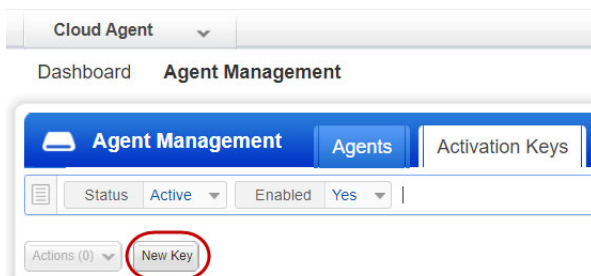 Cloud Agent
Dashboard Agent Management
Agent Management Agents Activation Keys
Status Active Enabled Yes
Actions (0) New Key